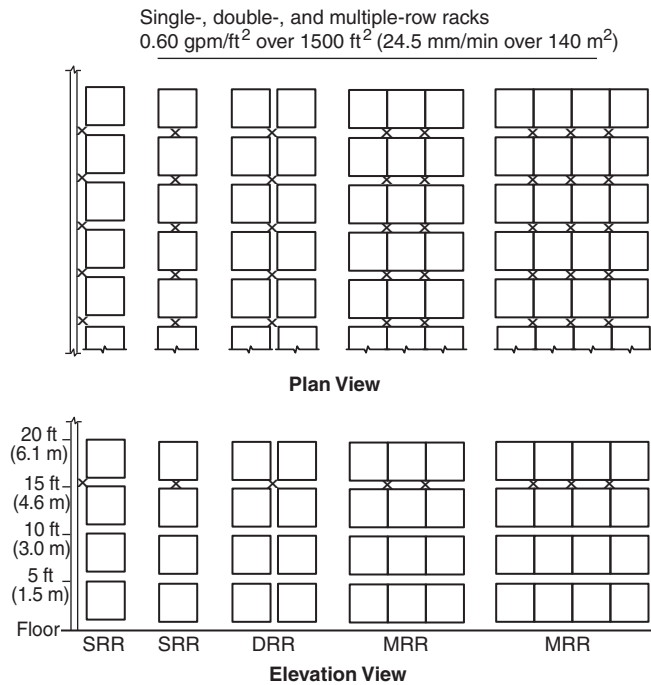 Single-, double-, and multiple-row racks
0.60 gpm/ft² over 1500 ft² (24.5 mm/min over 140 m²)
Plan View
20 ft
(6.1 m)
15 ft
(4.6 m)
10 ft
(3.0 m)
5 ft
(1.5 m)
Floor
SRR SRR DRR MRR MRR
Elevation View